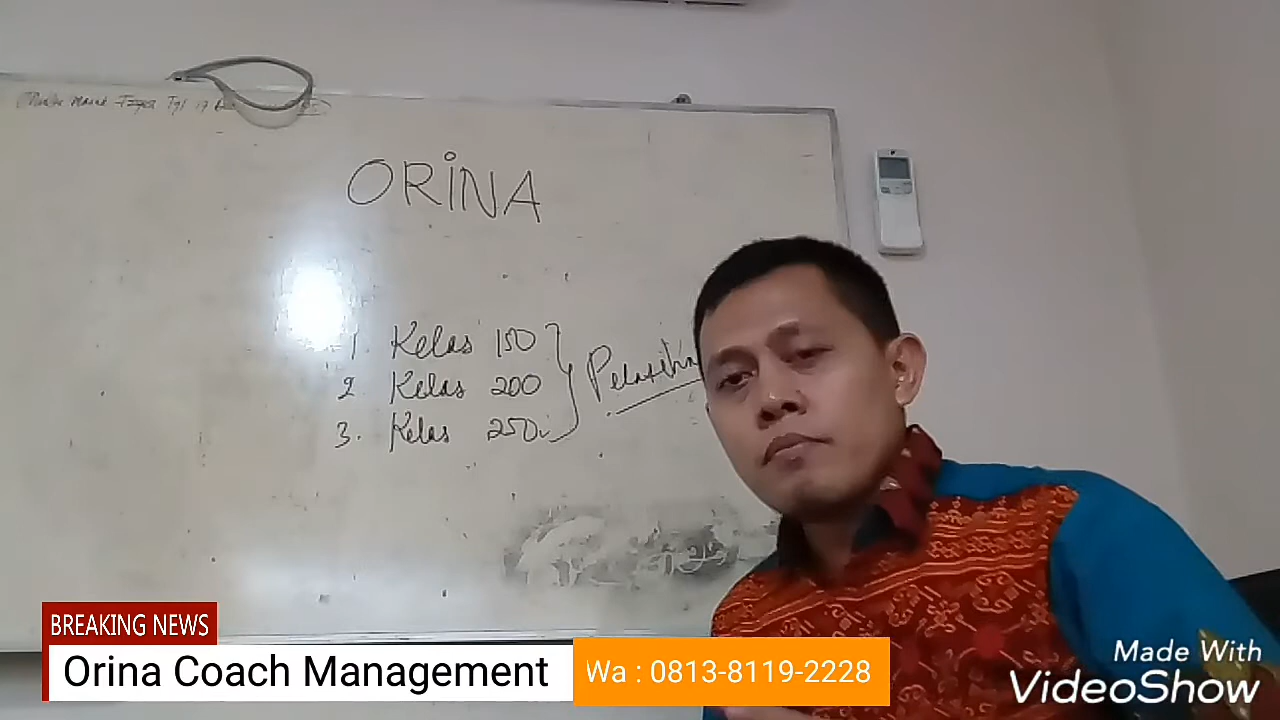 ORiNA
1. Kelas 150
2 Kelas 200
3. Kelas 250
BREAKING NEWS
Orina Coach Management
Wa : 0813-8119-2228
Made With
VideoShow